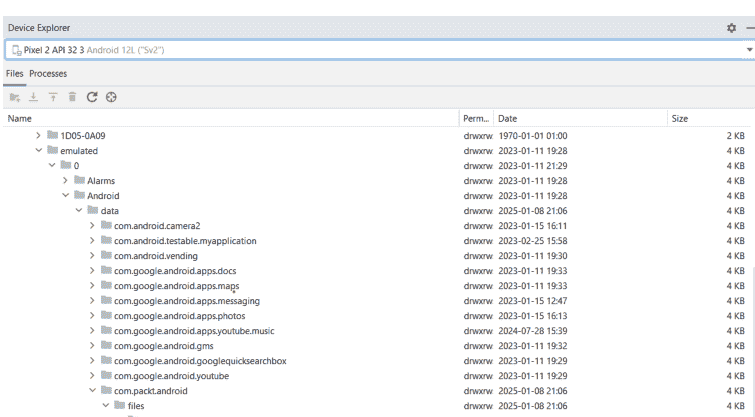 Device Explorer
Pixel 2 API 32 3 Android 12L ("Sv2")
Files Processes
Name Perm... Date Size
1D05-0A09 drwxrw 1970-01-01 01:00 2 KB
emulated drwxrw 2023-01-11 19:28 4 KB
0 drwxrw 2023-01-11 21:29 4 KB
Alarms drwxrw 2023-01-11 19:28 4 KB
Android drwxrw 2023-01-11 19:28 4 KB
data drwxrw 2025-01-08 21:06 4 KB
com.android.camera2 drwxrw 2023-01-15 16:11 4 KB
com.android.testable.myapplication drwxrw 2023-02-25 15:58 4 KB
com.android.vending drwxrw 2023-01-11 19:30 4 KB
com.google.android.apps.docs drwxrw 2023-01-11 19:33 4 KB
com.google.android.apps.maps drwxrw 2023-01-11 19:33 4 KB
com.google.android.apps.messaging drwxrw 2023-01-15 12:47 4 KB
com.google.android.apps.photos drwxrw 2023-01-15 16:13 4 KB
com.google.android.apps.youtube.music drwxrw 2024-07-28 15:39 4 KB
com.google.android.gms drwxrw 2023-01-11 19:32 4 KB
com.google.android.googlequicksearchbox drwxrw 2023-01-11 19:29 4 KB
com.google.android.youtube drwxrw 2023-01-11 19:29 4 KB
com.packt.android drwxrw 2025-01-08 21:06 4 KB
files drwxrw 2025-01-08 21:06 4 KB